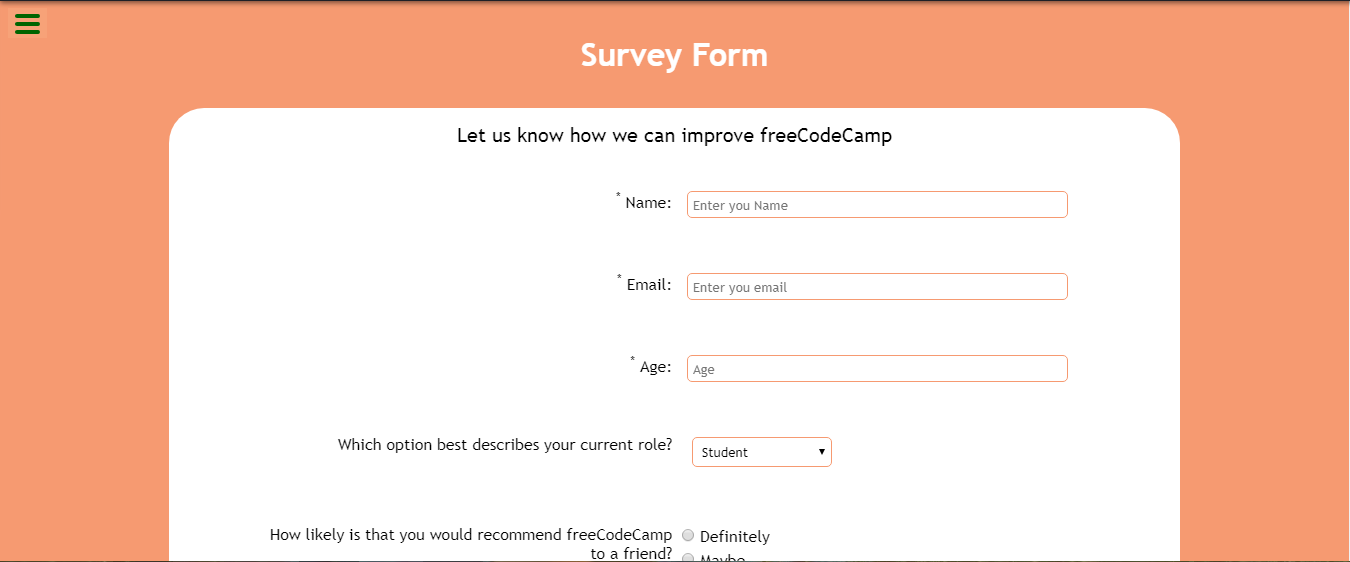 Survey Form
Let us know how we can improve freeCodeCamp
* Name: Enter you Name
* Email: Enter you email
* Age: Age
Which option best describes your current role? Student
How likely is that you would recommend freeCodeCamp Definitely
to a friend? Maybe